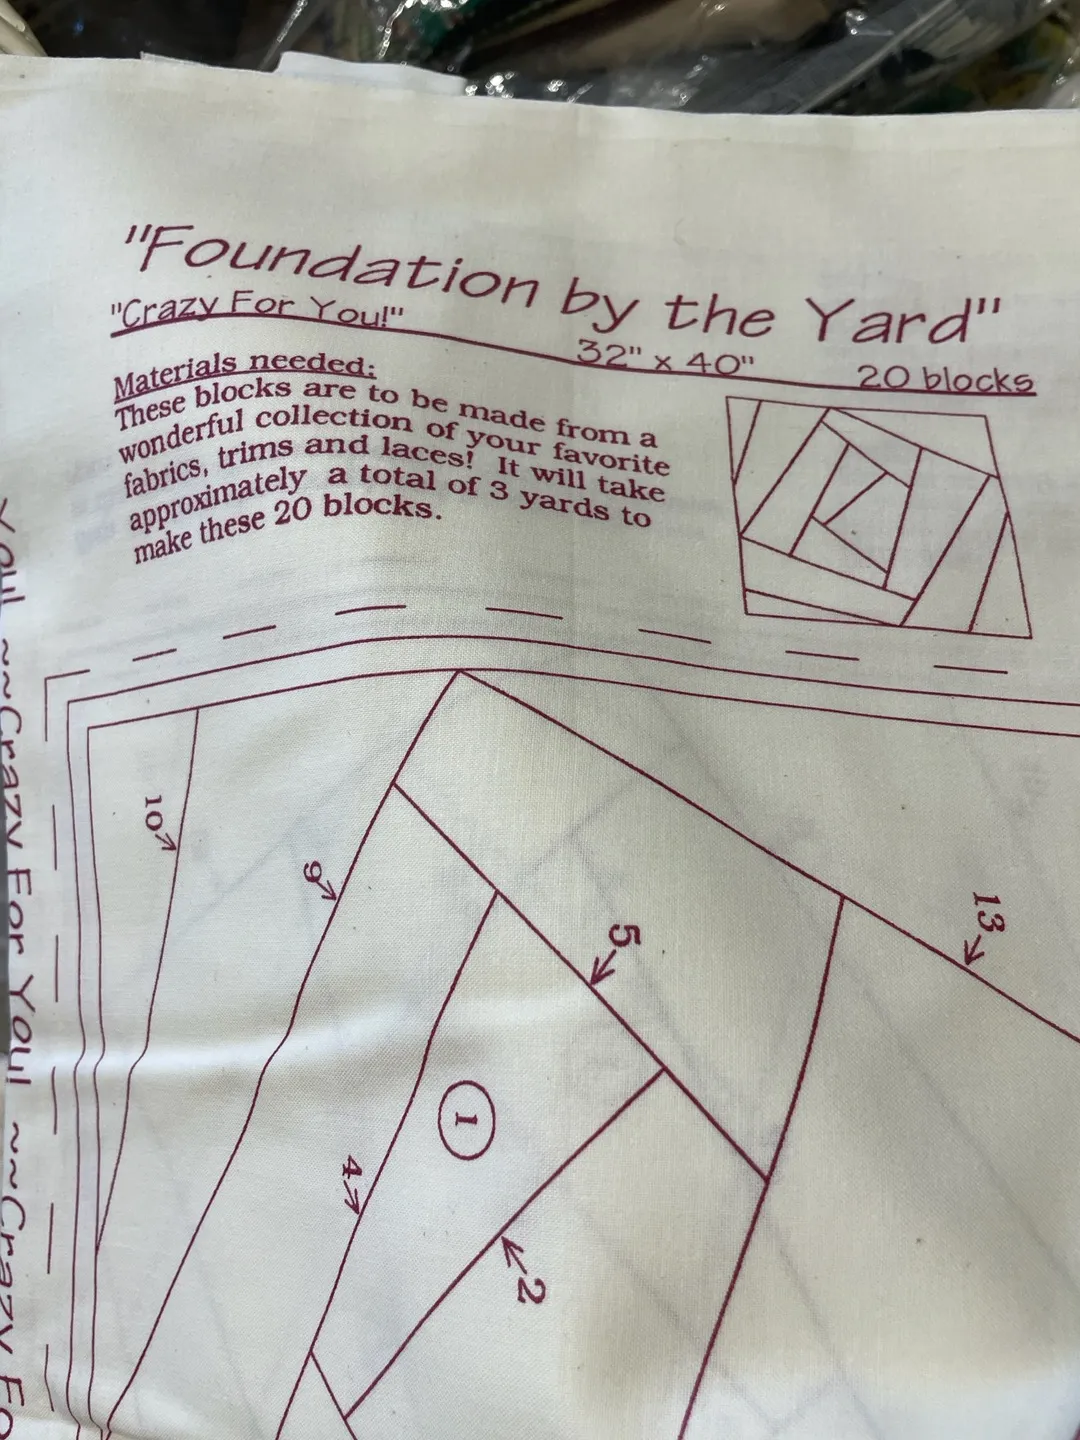 "Foundation by the Yard"
"Crazy For You!" 32" x 40" 20 blocks
Materials needed:
These blocks are to be made from a
wonderful collection of your favorite
fabrics, trims and laces! It will take
approximately a total of 3 yards to
make these 20 blocks.
10
9
5
13
1
4
2
You! ~~Crazy For You! ~~Crazy Fo